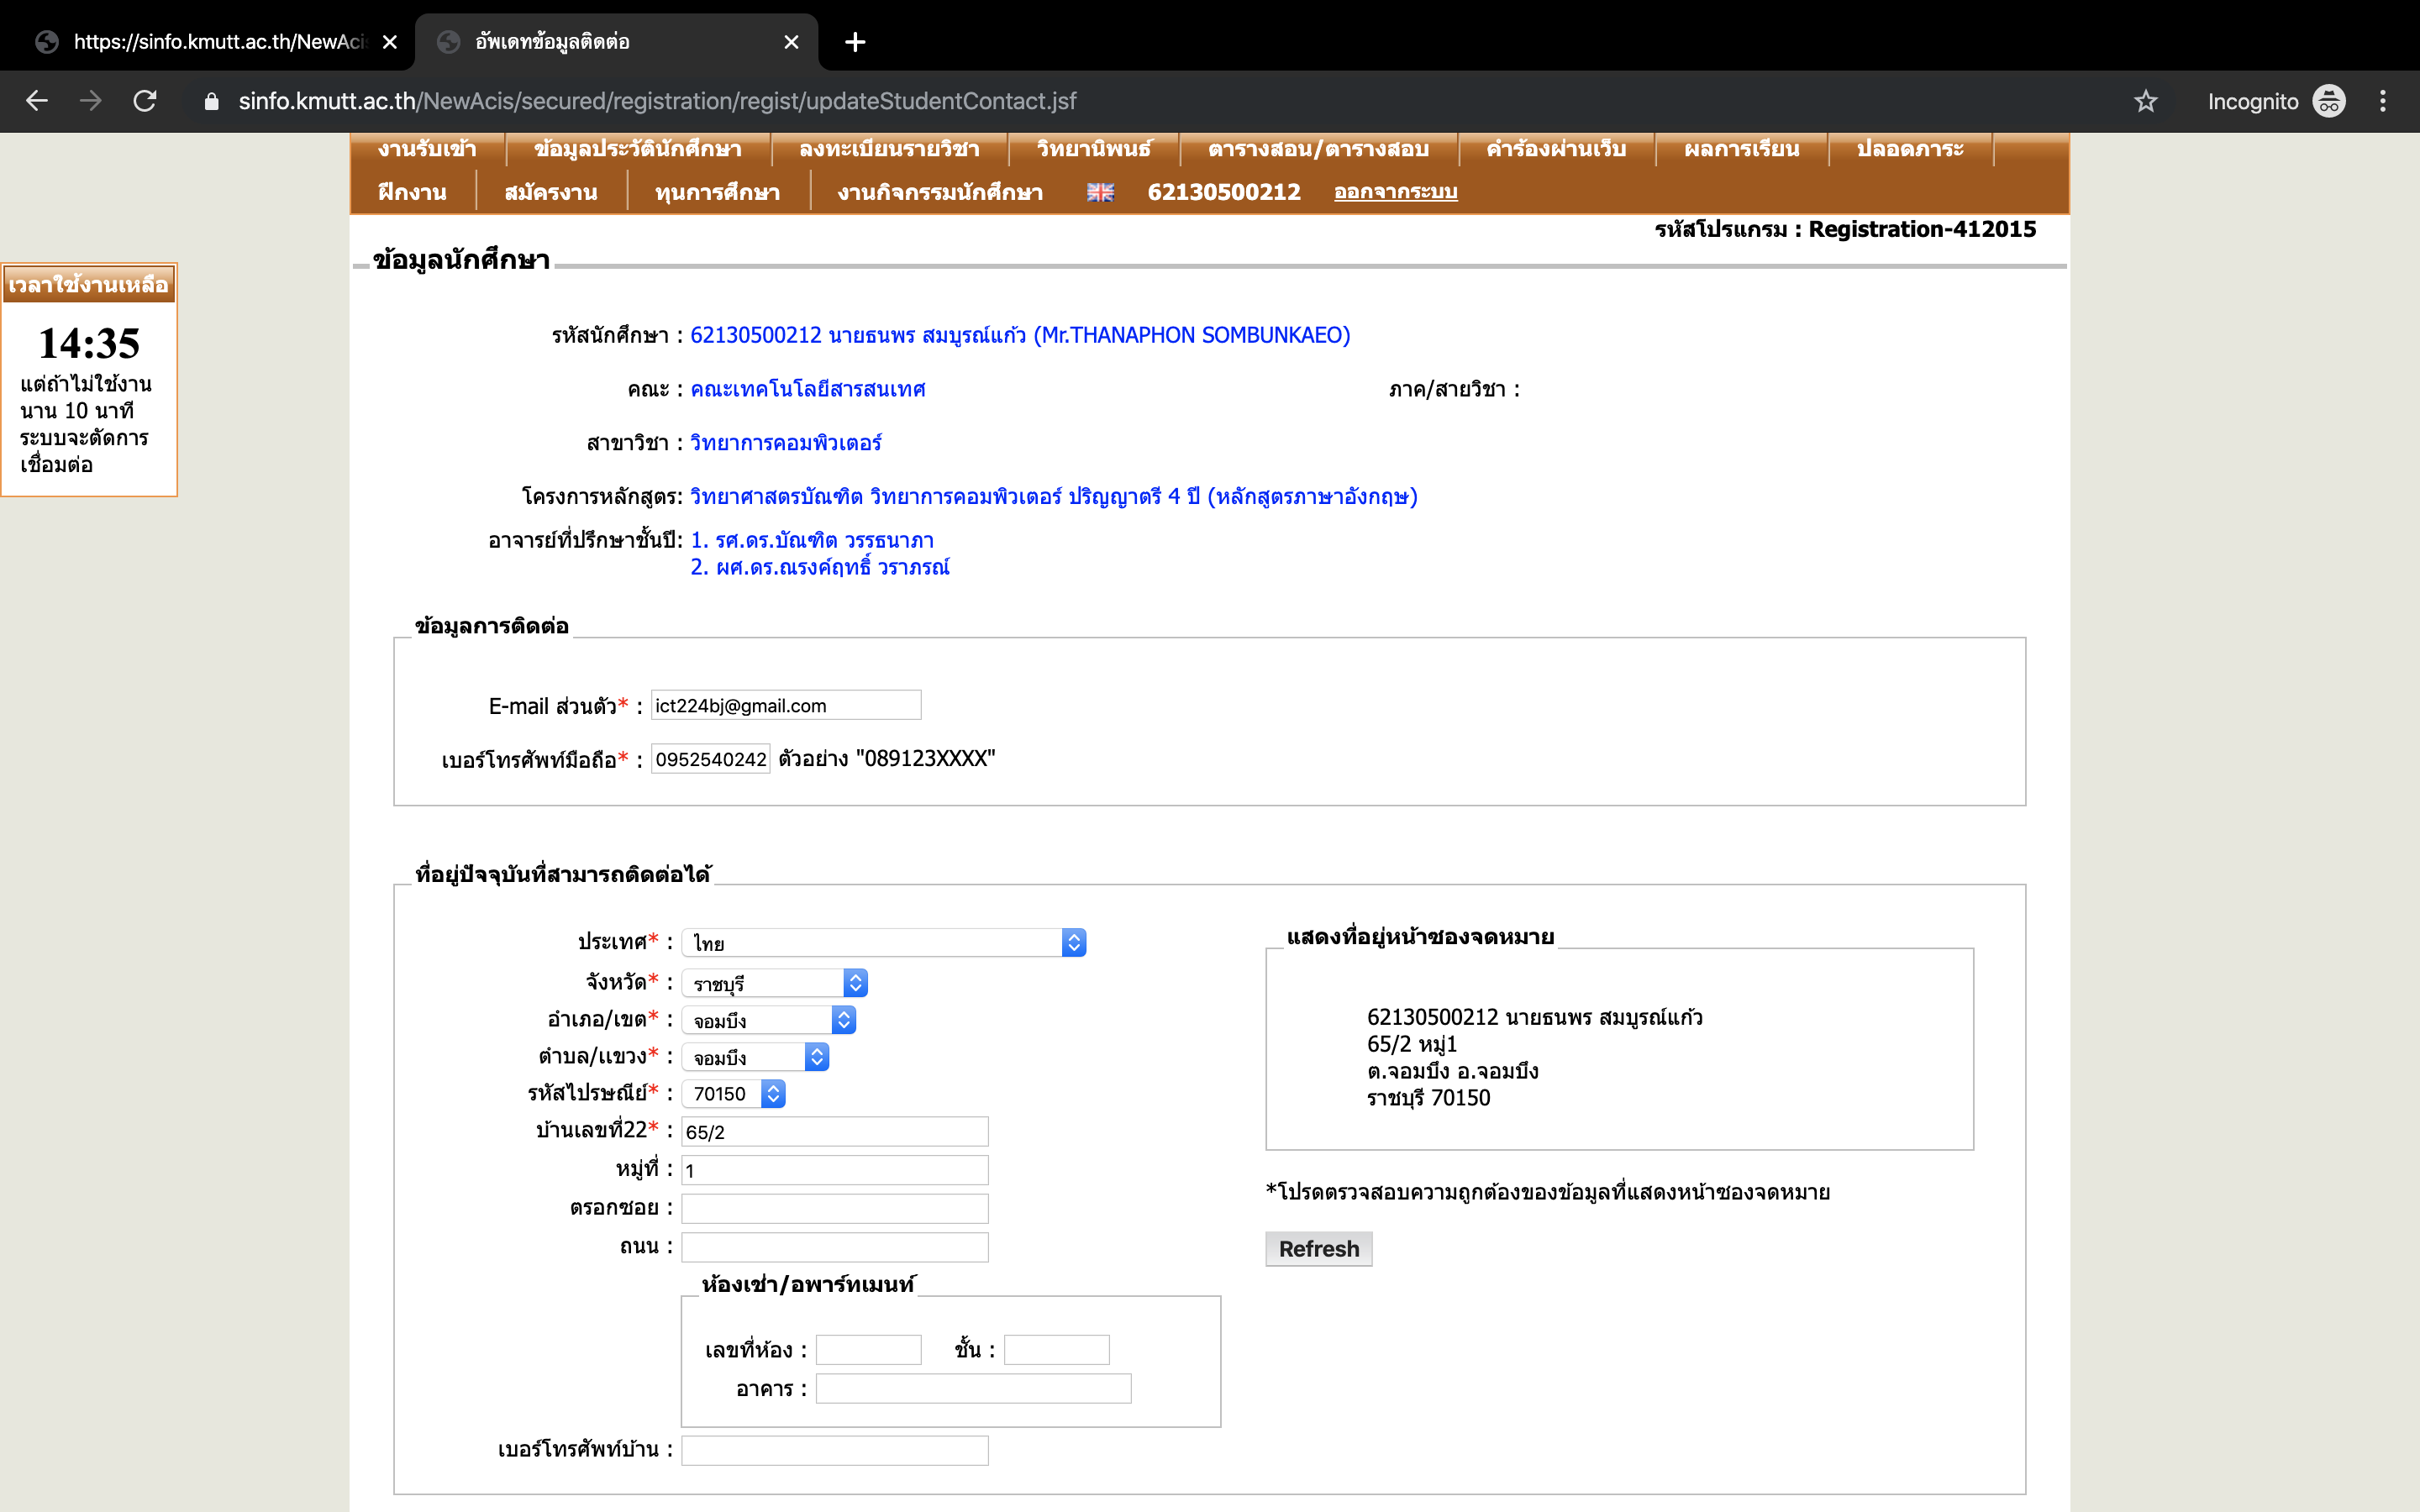 https://sinfo.kmutt.ac.th/NewAci
อัพเดทข้อมูลติดต่อ
sinfo.kmutt.ac.th/NewAcis/secured/registration/regist/updateStudentContact.jsf
Incognito
งานรับเข้า ข้อมูลประวัตินักศึกษา ลงทะเบียนรายวิชา วิทยานิพนธ์ ตารางสอน/ตารางสอบ คำร้องผ่านเว็บ ผลการเรียน ปลอดภาระ
ฝึกงาน สมัครงาน ทุนการศึกษา งานกิจกรรมนักศึกษา 62130500212 ออกจากระบบ
รหัสโปรแกรม : Registration-412015
ข้อมูลนักศึกษา
เวลาใช้งานเหลือ
14:35
แต่ถ้าไม่ใช้งาน
นาน 10 นาที
ระบบจะตัดการ
เชื่อมต่อ
รหัสนักศึกษา : 62130500212 นายธนพร สมบูรณ์แก้ว (Mr.THANAPHON SOMBUNKAEO)
คณะ : คณะเทคโนโลยีสารสนเทศ ภาค/สายวิชา :
สาขาวิชา : วิทยาการคอมพิวเตอร์
โครงการหลักสูตร: วิทยาศาสตรบัณฑิต วิทยาการคอมพิวเตอร์ ปริญญาตรี 4 ปี (หลักสูตรภาษาอังกฤษ)
อาจารย์ที่ปรึกษาชั้นปี: 1. รศ.ดร.บัณฑิต วรรธนาภา
2. ผศ.ดร.ณรงค์ฤทธิ์ วราภรณ์
ข้อมูลการติดต่อ
E-mail ส่วนตัว* : ict224bj@gmail.com
เบอร์โทรศัพท์มือถือ* : 0952540242 ตัวอย่าง "089123XXXX"
ที่อยู่ปัจจุบันที่สามารถติดต่อได้
ประเทศ* : ไทย
จังหวัด* : ราชบุรี
อำเภอ/เขต* : จอมบึง
ตำบล/แขวง* : จอมบึง
รหัสไปรษณีย์* : 70150
บ้านเลขที่22* : 65/2
หมู่ที่ : 1
ตรอกซอย :
ถนน :
ห้องเช่า/อพาร์ทเมนท์
เลขที่ห้อง : ชั้น :
อาคาร :
เบอร์โทรศัพท์บ้าน :
แสดงที่อยู่หน้าซองจดหมาย
62130500212 นายธนพร สมบูรณ์แก้ว
65/2 หมู่1
ต.จอมบึง อ.จอมบึง
ราชบุรี 70150
*โปรดตรวจสอบความถูกต้องของข้อมูลที่แสดงหน้าซองจดหมาย
Refresh